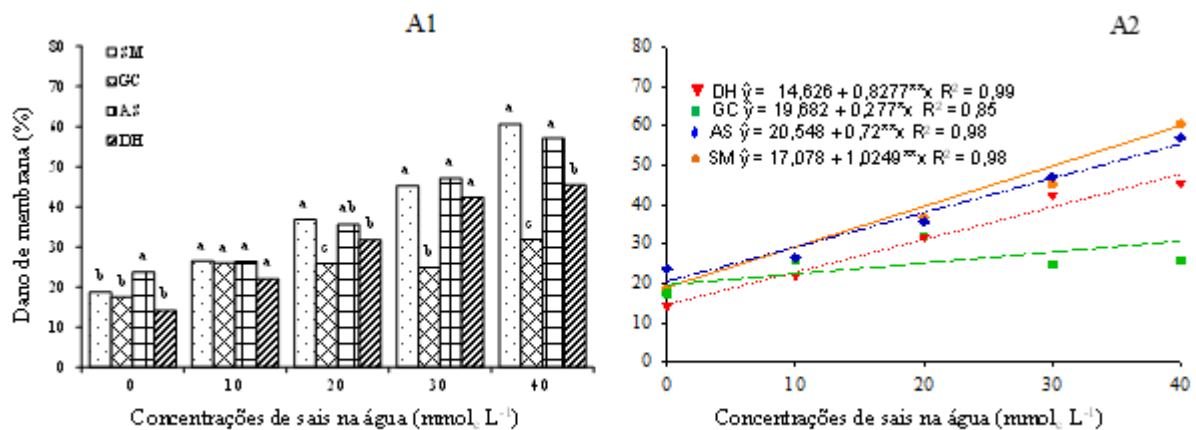 A1
80
70
60
50
40
30
20
10
0
Dano de membrana (%)
SM
GC
AS
DH
b b a b
a a a a
a c ab b
a b a a
a c a b
0 10 20 30 40
Concentrações de sais na água (mmolc L-1)
A2
80
70
60
50
40
30
20
10
0
DH ŷ = 14,626 + 0,8277**x R2 = 0,99
GC ŷ = 19,682 + 0,277*x R2 = 0,85
AS ŷ = 20,548 + 0,72**x R2 = 0,98
SM ŷ = 17,078 + 1,0249**x R2 = 0,98
0 10 20 30 40
Concentrações de sais na água (mmolc L-1)